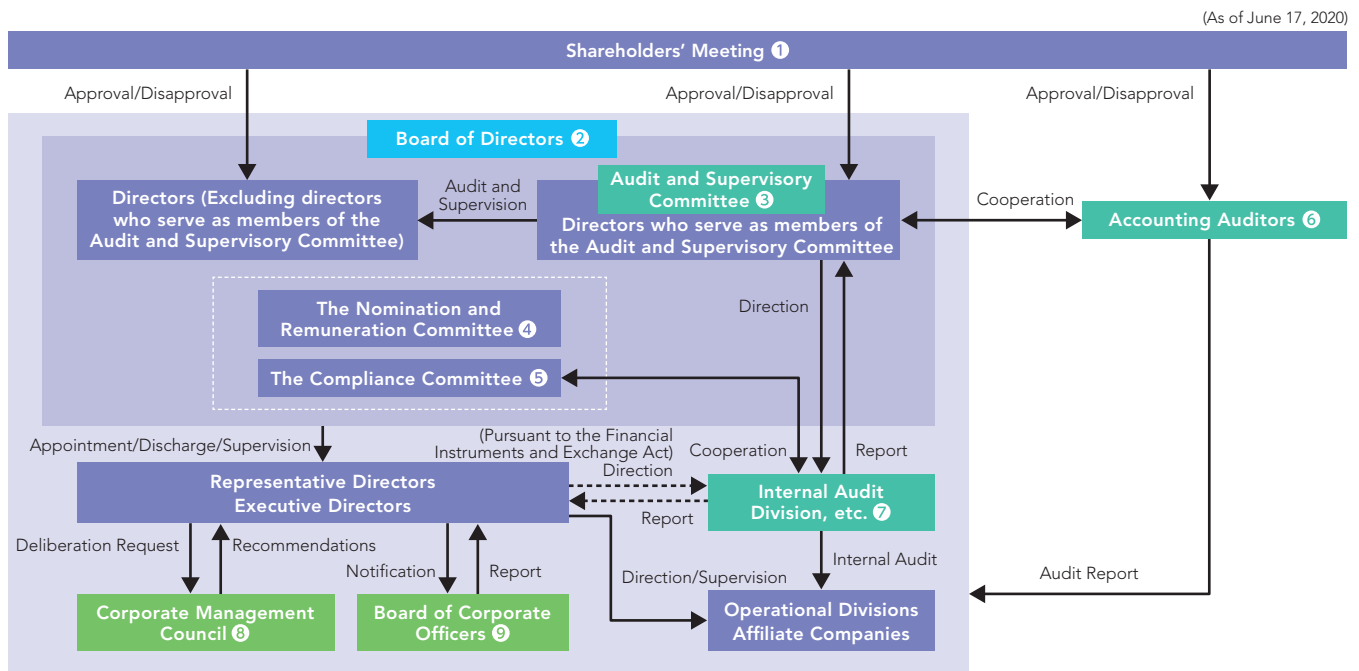 (As of June 17, 2020)
Shareholders' Meeting ❶
Approval/Disapproval
Approval/Disapproval
Approval/Disapproval
Board of Directors ❷
Directors (Excluding directors
who serve as members of the
Audit and Supervisory Committee)
Audit and
Supervision
Audit and Supervisory
Committee ❸
Directors who serve as members of
the Audit and Supervisory Committee
Cooperation
Accounting Auditors ❻
The Nomination and
Remuneration Committee ❹
Direction
The Compliance Committee ❺
Appointment/Discharge/Supervision
(Pursuant to the Financial
Instruments and Exchange Act)
Direction
Cooperation
Report
Representative Directors
Executive Directors
Report
Internal Audit
Division, etc. ❼
Deliberation Request
Recommendations
Notification
Report
Direction/Supervision
Internal Audit
Audit Report
Corporate Management
Council ❽
Board of Corporate
Officers ❾
Operational Divisions
Affiliate Companies